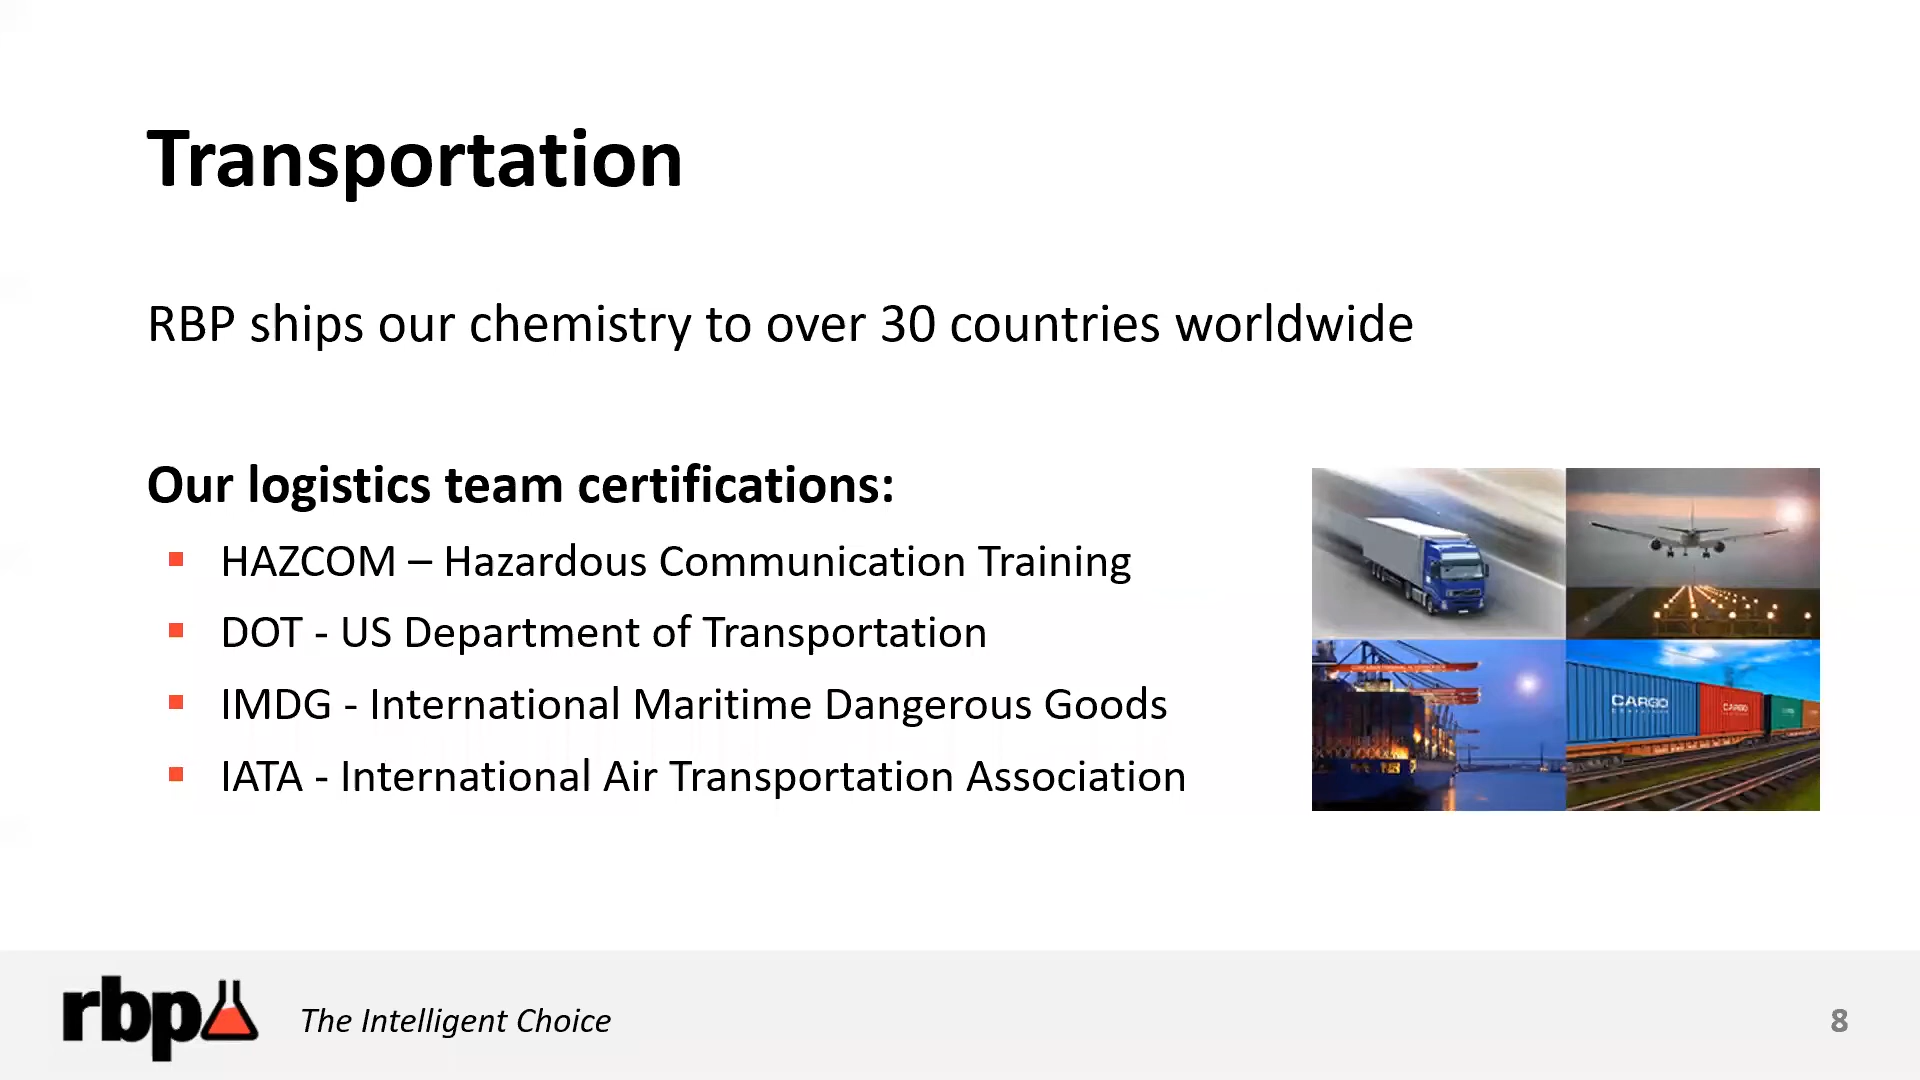 Transportation
RBP ships our chemistry to over 30 countries worldwide
Our logistics team certifications:
HAZCOM – Hazardous Communication Training
DOT - US Department of Transportation
IMDG - International Maritime Dangerous Goods
IATA - International Air Transportation Association
CARGO
CARGO
rbp
The Intelligent Choice
8